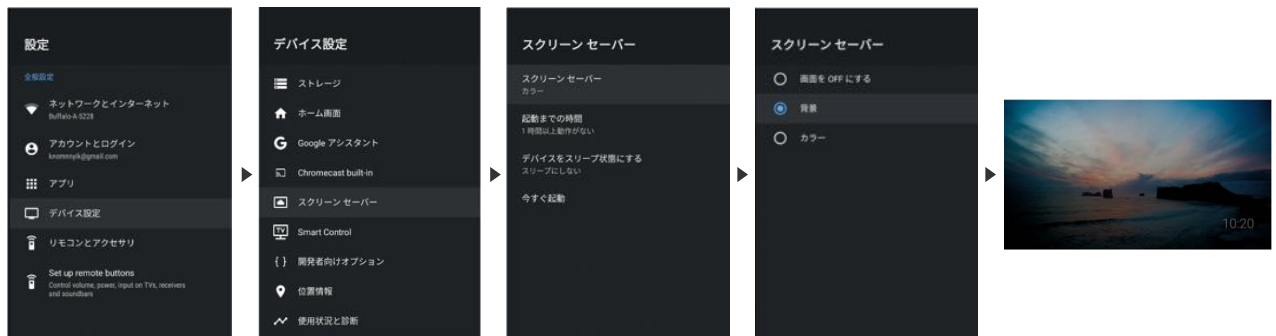 設定
全般設定
ネットワークとインターネット
Buffalo-A-5228
アカウントとログイン
knomnnyik@gmail.com
アプリ
デバイス設定
リモコンとアクセサリ
Set up remote buttons
Control volume, power, input on TVs, receivers
and soundbars
デバイス設定
ストレージ
ホーム画面
Google アシスタント
Chromecast built-in
スクリーン セーバー
Smart Control
開発者向けオプション
位置情報
使用状況と診断
スクリーン セーバー
スクリーン セーバー
カラー
起動までの時間
1 時間以上動作がない
デバイスをスリープ状態にする
スリープにしない
今すぐ起動
スクリーン セーバー
画面を OFF にする
背景
カラー
10:20